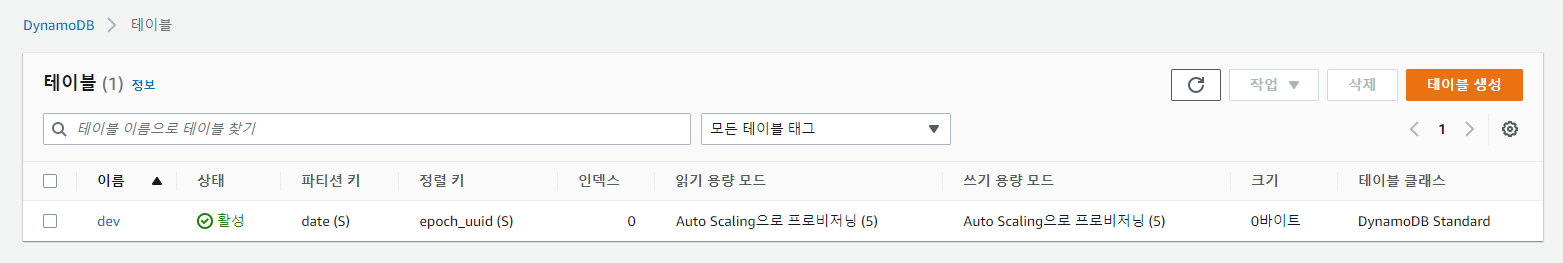 DynamoDB > 테이블
테이블 (1) 정보
작업 삭제 테이블 생성
테이블 이름으로 테이블 찾기 모든 테이블 태그 1
이름 상태 파티션 키 정렬 키 인덱스 읽기 용량 모드 쓰기 용량 모드 크기 테이블 클래스
dev 활성 date (S) epoch_uuid (S) 0 Auto Scaling으로 프로비저닝 (5) Auto Scaling으로 프로비저닝 (5) 0바이트 DynamoDB Standard